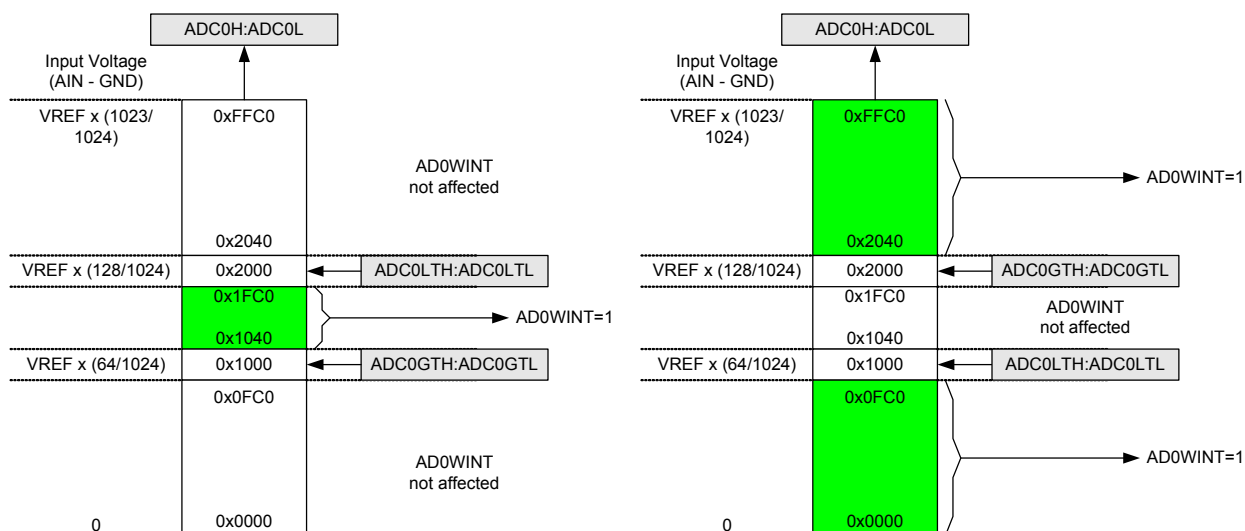 ADC0H:ADC0L
Input Voltage
(AIN - GND)
VREF x (1023/
1024)
0xFFC0
AD0WINT
not affected
0x2040
VREF x (128/1024)
0x2000
ADC0LTH:ADC0LTL
0x1FC0
AD0WINT=1
0x1040
VREF x (64/1024)
0x1000
ADC0GTH:ADC0GTL
0x0FC0
AD0WINT
not affected
0
0x0000
ADC0H:ADC0L
Input Voltage
(AIN - GND)
VREF x (1023/
1024)
0xFFC0
AD0WINT=1
0x2040
VREF x (128/1024)
0x2000
ADC0GTH:ADC0GTL
0x1FC0
AD0WINT
not affected
0x1040
VREF x (64/1024)
0x1000
ADC0LTH:ADC0LTL
0x0FC0
AD0WINT=1
0
0x0000